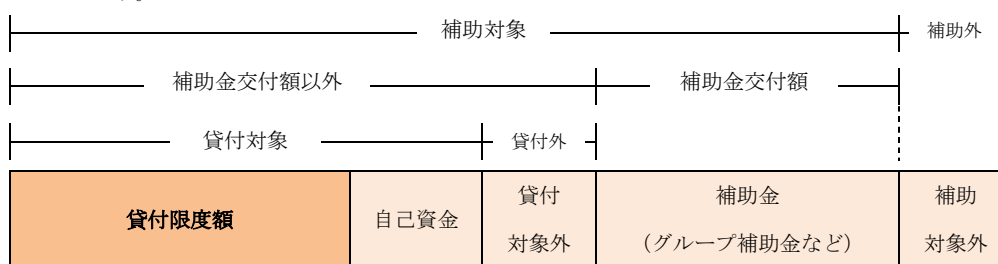 補助対象 補助外
補助金交付額以外 補助金交付額
貸付対象 貸付外
貸付限度額 自己資金 貸付 対象外 補助金 (グループ補助金など) 補助 対象外